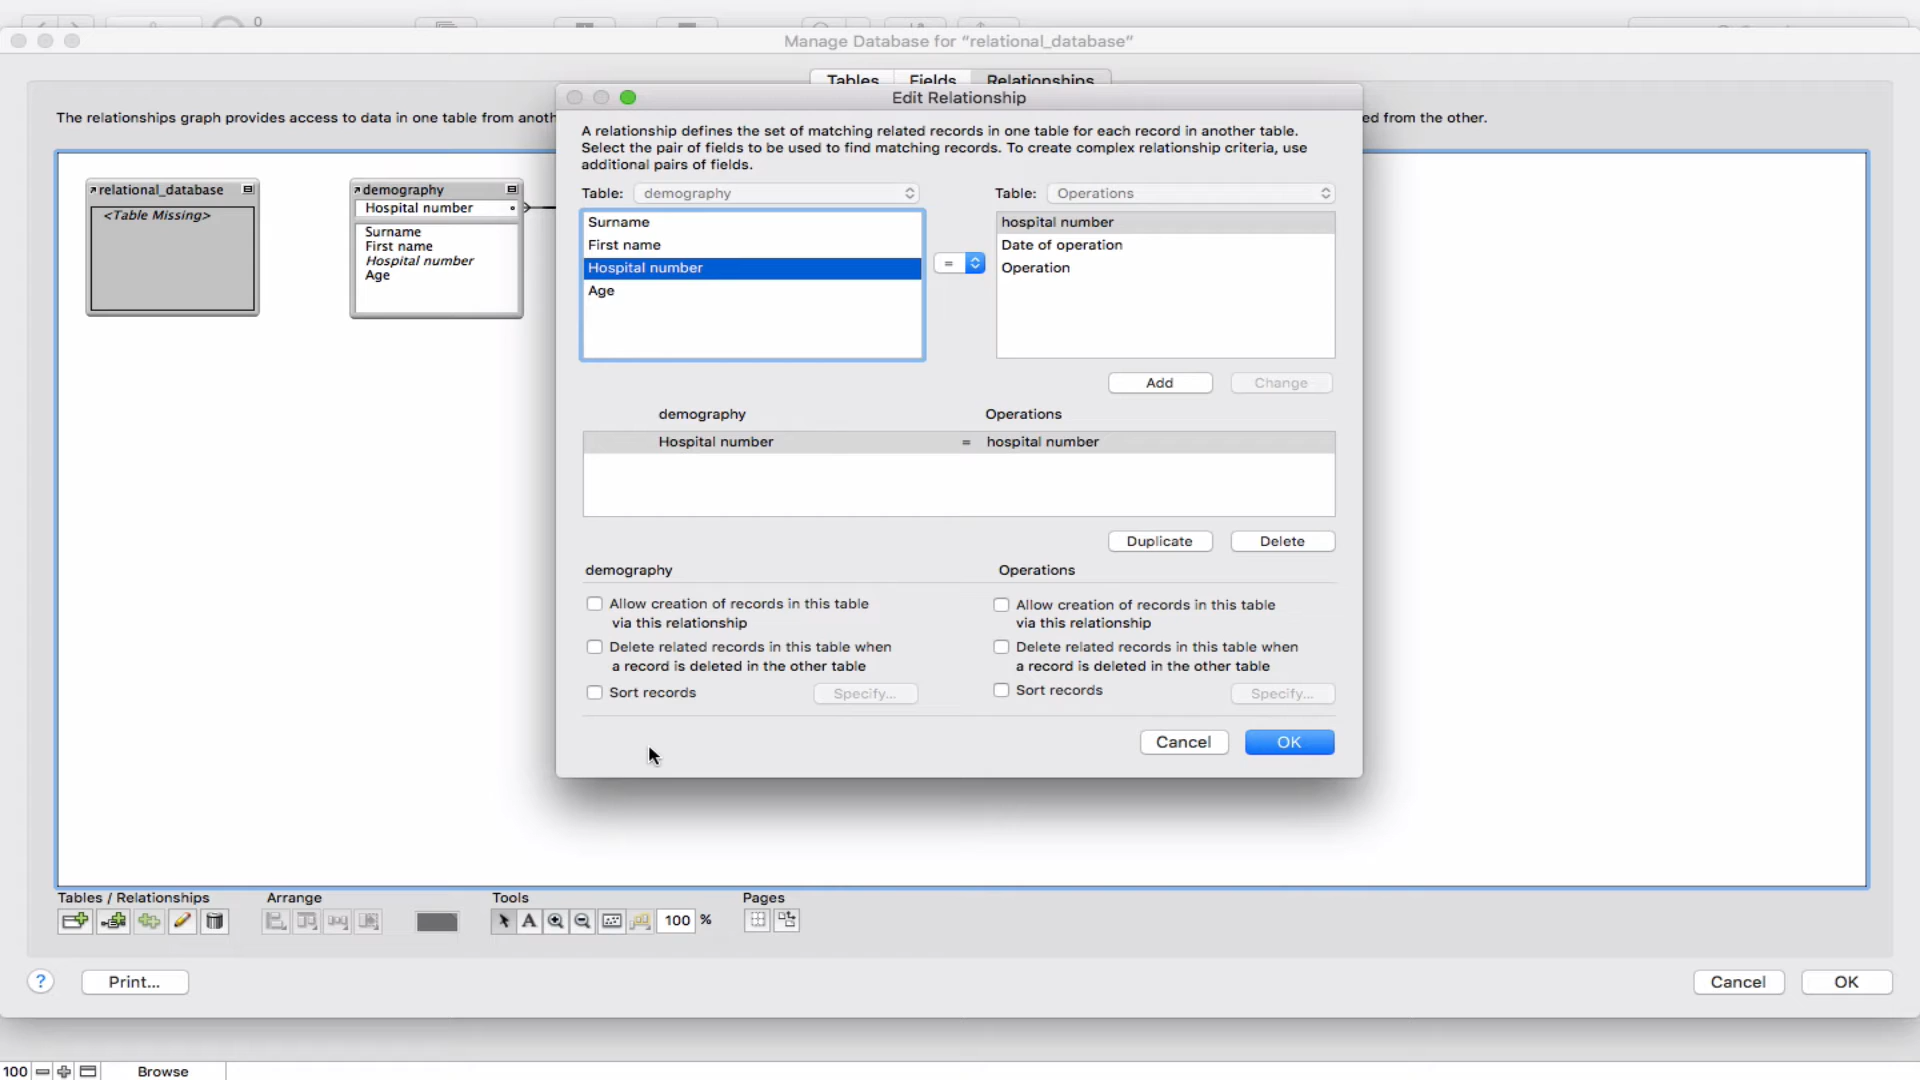 0
Manage Database for “relational_database”
Tables Fields Relationships
Edit Relationship
The relationships graph provides access to data in one table from anoth
ed from the other.
A relationship defines the set of matching related records in one table for each record in another table.
Select the pair of fields to be used to find matching records. To create complex relationship criteria, use
additional pairs of fields.
relational_database
<Table Missing>
demography
Hospital number
Surname
First name
Hospital number
Age
Table: demography
Table: Operations
Surname
First name
Hospital number
Age
=
hospital number
Date of operation
Operation
Add Change
demography Operations
Hospital number = hospital number
Duplicate Delete
demography
Allow creation of records in this table
via this relationship
Delete related records in this table when
a record is deleted in the other table
Sort records Specify...
Operations
Allow creation of records in this table
via this relationship
Delete related records in this table when
a record is deleted in the other table
Sort records Specify...
Cancel OK
Tables / Relationships Arrange Tools Pages
A 100 %
? Print... Cancel OK
100 Browse